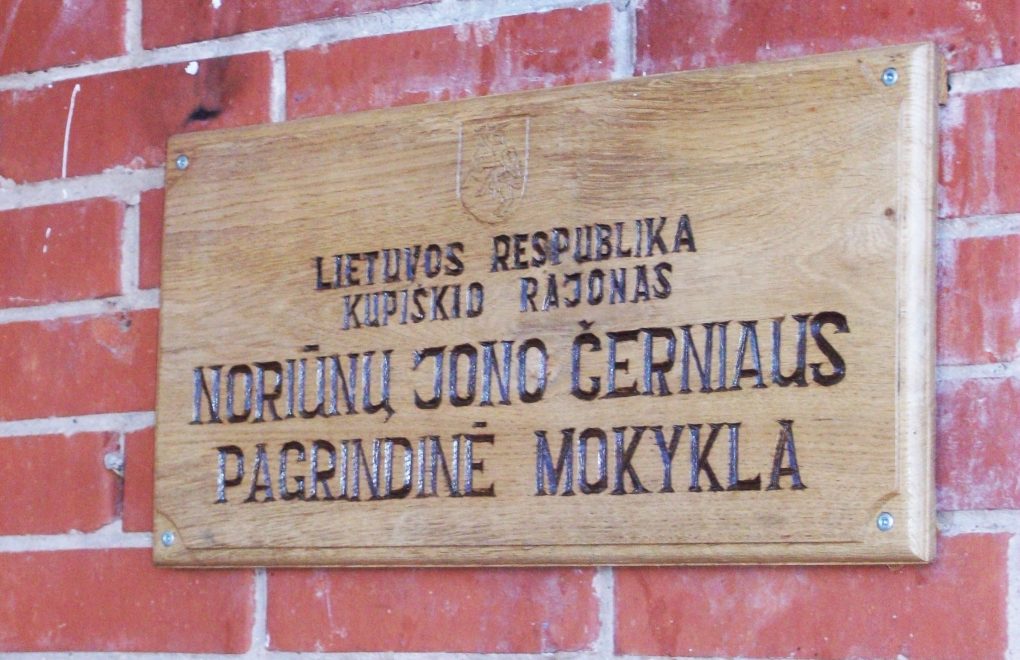 LIETUVOS RESPUBLIKA
KUPIŠKIO RAJONAS
NORIŪNŲ JONO ČERNIAUS
PAGRINDINĖ MOKYKLA